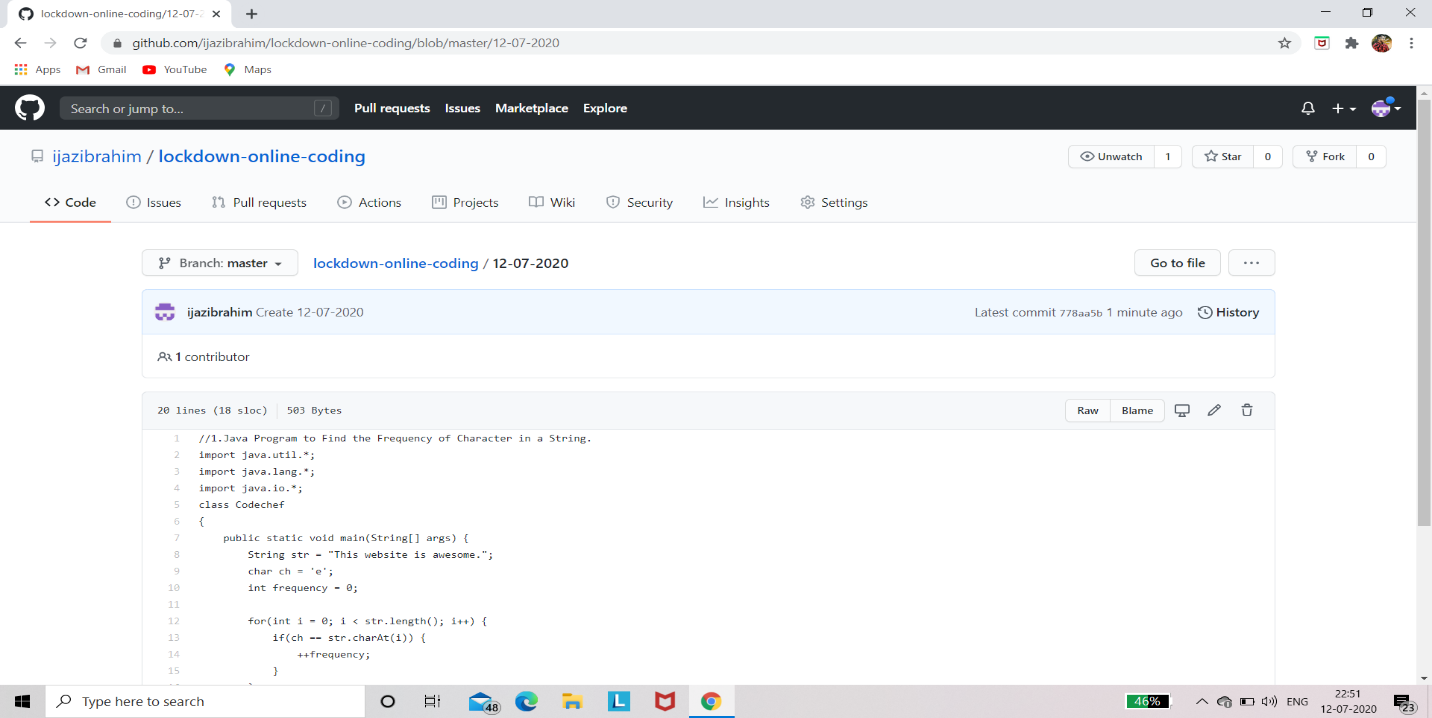 lockdown-online-coding/12-07-2
github.com/ijazibrahim/lockdown-online-coding/blob/master/12-07-2020
Apps Gmail YouTube Maps
Search or jump to... / Pull requests Issues Marketplace Explore
ijazibrahim / lockdown-online-coding Unwatch 1 Star 0 Fork 0
<> Code Issues Pull requests Actions Projects Wiki Security Insights Settings
Branch: master lockdown-online-coding / 12-07-2020 Go to file ...
ijazibrahim Create 12-07-2020 Latest commit 778aa5b 1 minute ago History
1 contributor
20 lines (18 sloc) 503 Bytes Raw Blame
1 //1.Java Program to Find the Frequency of Character in a String.
2 import java.util.*;
3 import java.lang.*;
4 import java.io.*;
5 class Codechef
6 {
7 public static void main(String[] args) {
8 String str = "This website is awesome.";
9 char ch = 'e';
10 int frequency = 0;
11
12 for(int i = 0; i < str.length(); i++) {
13 if(ch == str.charAt(i)) {
14 ++frequency;
15 }
Type here to search 48 L 46% ENG 22:51
12-07-2020 23